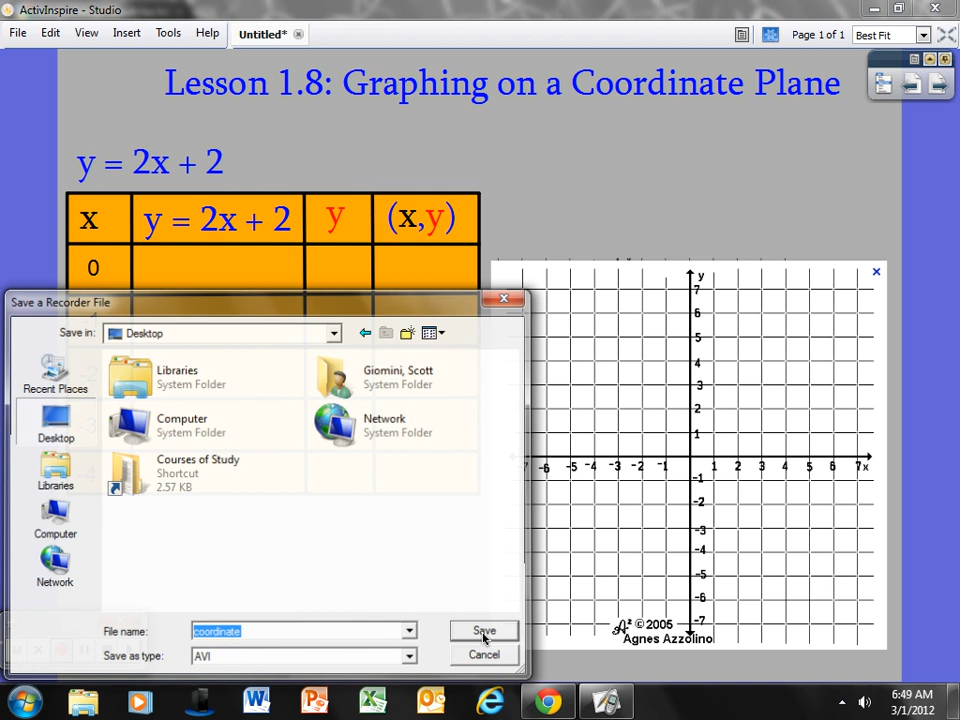 ActivInspire - Studio
File Edit View Insert Tools Help Untitled* Page 1 of 1 Best Fit
Lesson 1.8: Graphing on a Coordinate Plane
y = 2x + 2
x y = 2x + 2 y (x,y)
0
Save a Recorder File
Save in: Desktop
Recent Places
Desktop
Libraries
Computer
Network
Libraries
System Folder
Giomini, Scott
System Folder
Computer
System Folder
Network
System Folder
Courses of Study
Shortcut
2.57 KB
File name: coordinate Save
Save as type: AVI Cancel
y
7
6
5
4
3
2
1
-7 -6 -5 -4 -3 -2 -1 1 2 3 4 5 6 7x
-1
-2
-3
-4
-5
-6
-7
A² © 2005
Agnes Azzolino
6:49 AM
3/1/2012